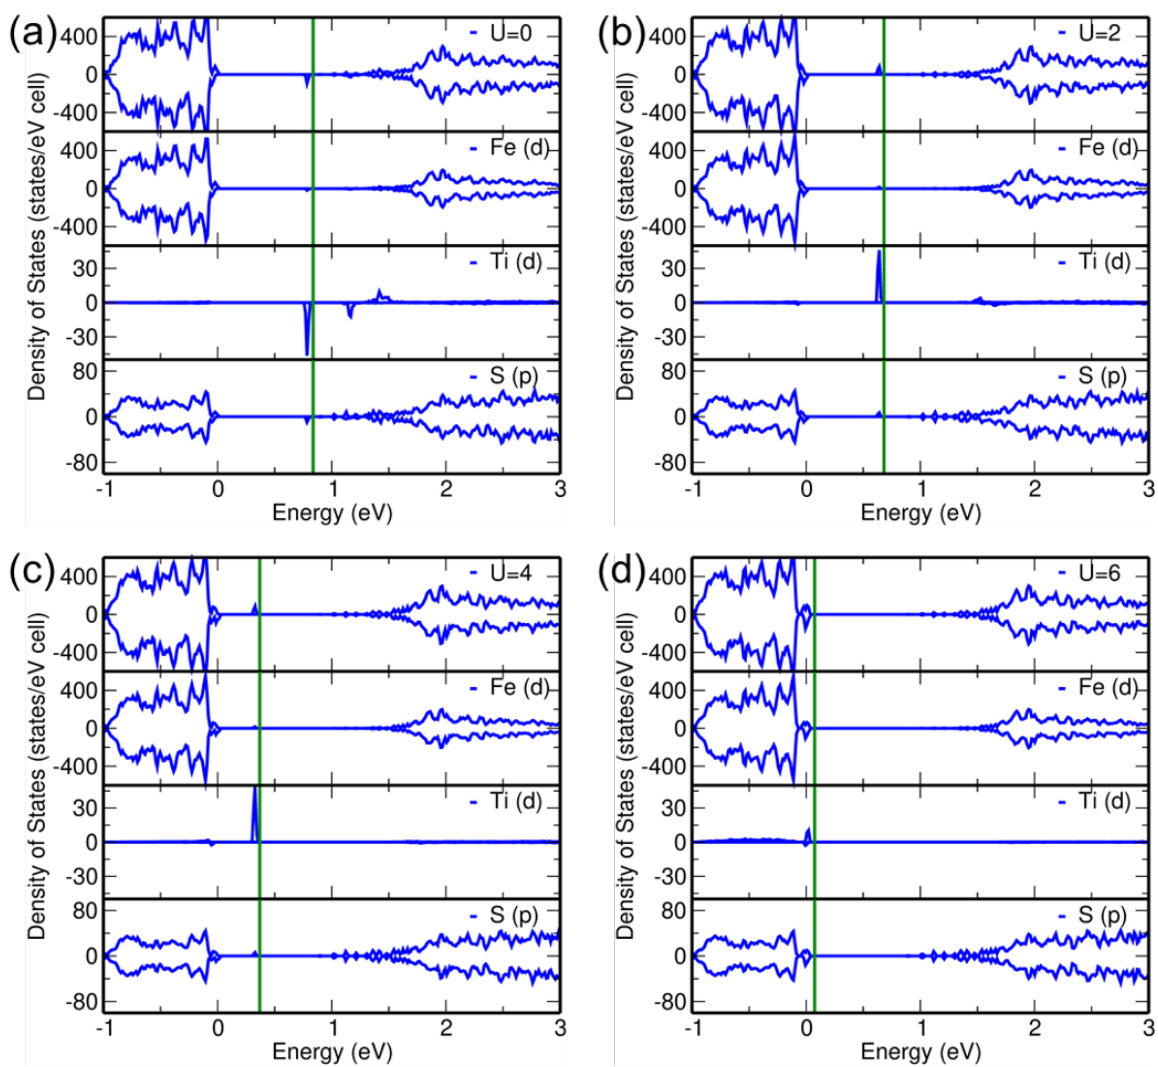 (a)
Density of States (states/eV cell)
400
0
-400
U=0
400
0
-400
Fe (d)
30
0
-30
Ti (d)
80
0
-80
S (p)
-1 0 1 2 3
Energy (eV)
(b)
Density of States (states/eV cell)
400
0
-400
U=2
400
0
-400
Fe (d)
30
0
-30
Ti (d)
80
0
-80
S (p)
-1 0 1 2 3
Energy (eV)
(c)
Density of States (states/eV cell)
400
0
-400
U=4
400
0
-400
Fe (d)
30
0
-30
Ti (d)
80
0
-80
S (p)
-1 0 1 2 3
Energy (eV)
(d)
Density of States (states/eV cell)
400
0
-400
U=6
400
0
-400
Fe (d)
30
0
-30
Ti (d)
80
0
-80
S (p)
-1 0 1 2 3
Energy (eV)